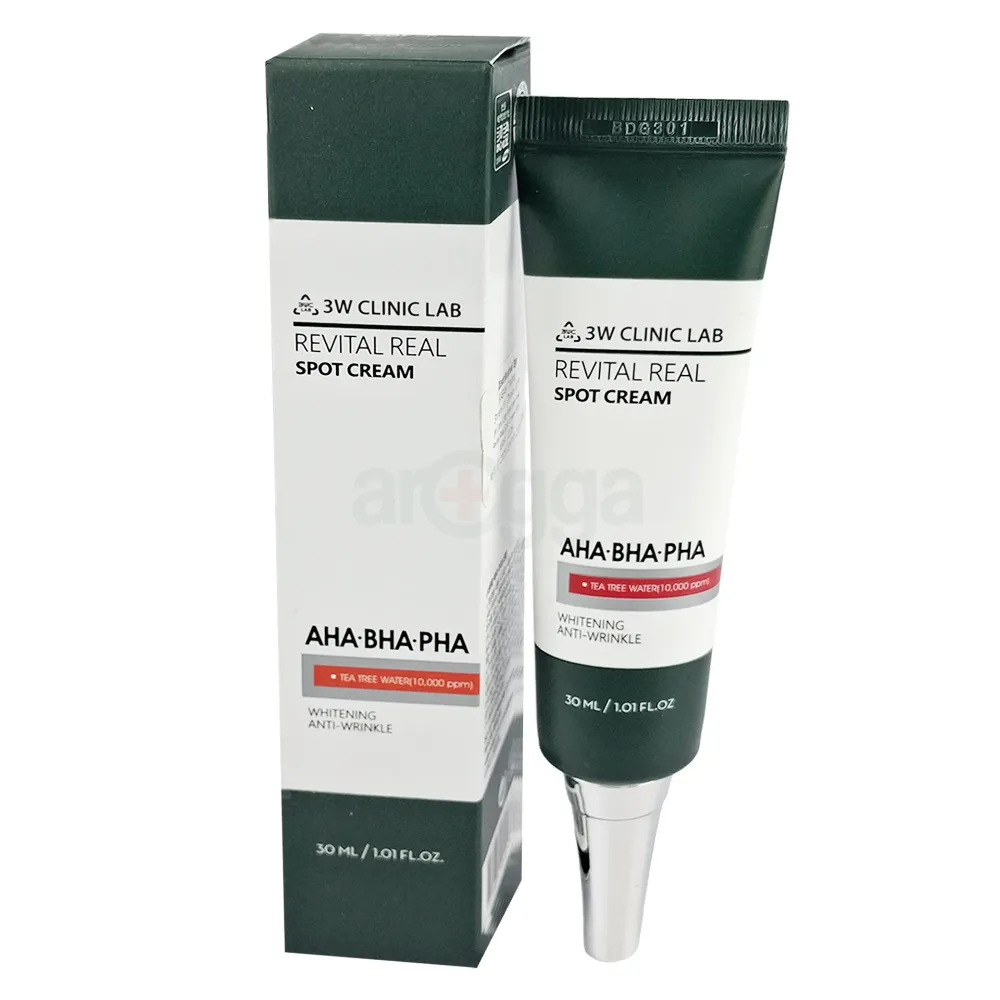 3W CLINIC LAB
REVITAL REAL
SPOT CREAM
AHA·BHA·PHA
• TEA TREE WATER(10,000 ppm)
WHITENING
ANTI-WRINKLE
30 ML / 1.01 FL.OZ.
BDG301
3W CLINIC LAB
REVITAL REAL
SPOT CREAM
AHA·BHA·PHA
• TEA TREE WATER(10,000 ppm)
WHITENING
ANTI-WRINKLE
30 ML / 1.01 FL.OZ
arogga